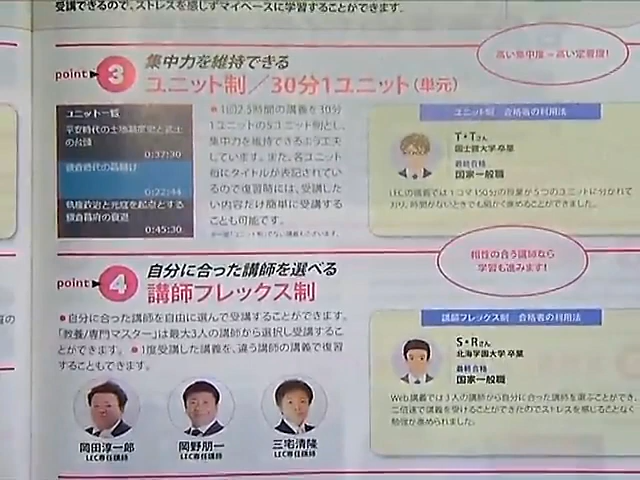 受講できるので、ストレスを感じずマイペースに学習することができます。
point 3
集中力を維持できる
ユニット制／30分1ユニット（単元）
高い集中度=高い定着度!
ユニット一覧
平安時代の土地制度史と武士
の台頭
0:37:30
鎌倉時代の幕開け
0:22:44
執権政治と元寇を起点とする
鎌倉幕府の衰退
0:45:30
●1回2.5時間の講義を30分
1ユニットの5ユニット制とし、
集中力を維持できるよう工夫
しています。また、各ユニット
毎にタイトルが表記されてい
るので復習時には、受講した
い内容だけ簡単に受講する
ことも可能です。
ユニット制 合格者の利用法
T・Tさん
国士舘大学 卒業
最終合格
国家一般職
LECの講義では1コマ150分の授業が5つのユニットに分かれて
おり、時間がないときでも細かく進めることができました。
point 4
自分に合った講師を選べる
講師フレックス制
相性の合う講師なら
学習も進みます!
●自分に合った講師を自由に選んで受講することができます。
「教養/専門マスター」は最大3人の講師から選択し受講するこ
とができます。●1度受講した講義を、違う講師の講義で復習
することもできます。
講師フレックス制 合格者の利用法
S・Rさん
北海学園大学 卒業
最終合格
国家一般職
Web講義では3人の講師から自分に合った講師を選ぶことができ、
二倍速で講義を受けることができたのでストレスを感じることなく
勉強が進められました。
岡田淳一郎
LEC専任講師
岡野朋一
LEC専任講師
三宅清隆
LEC専任講師